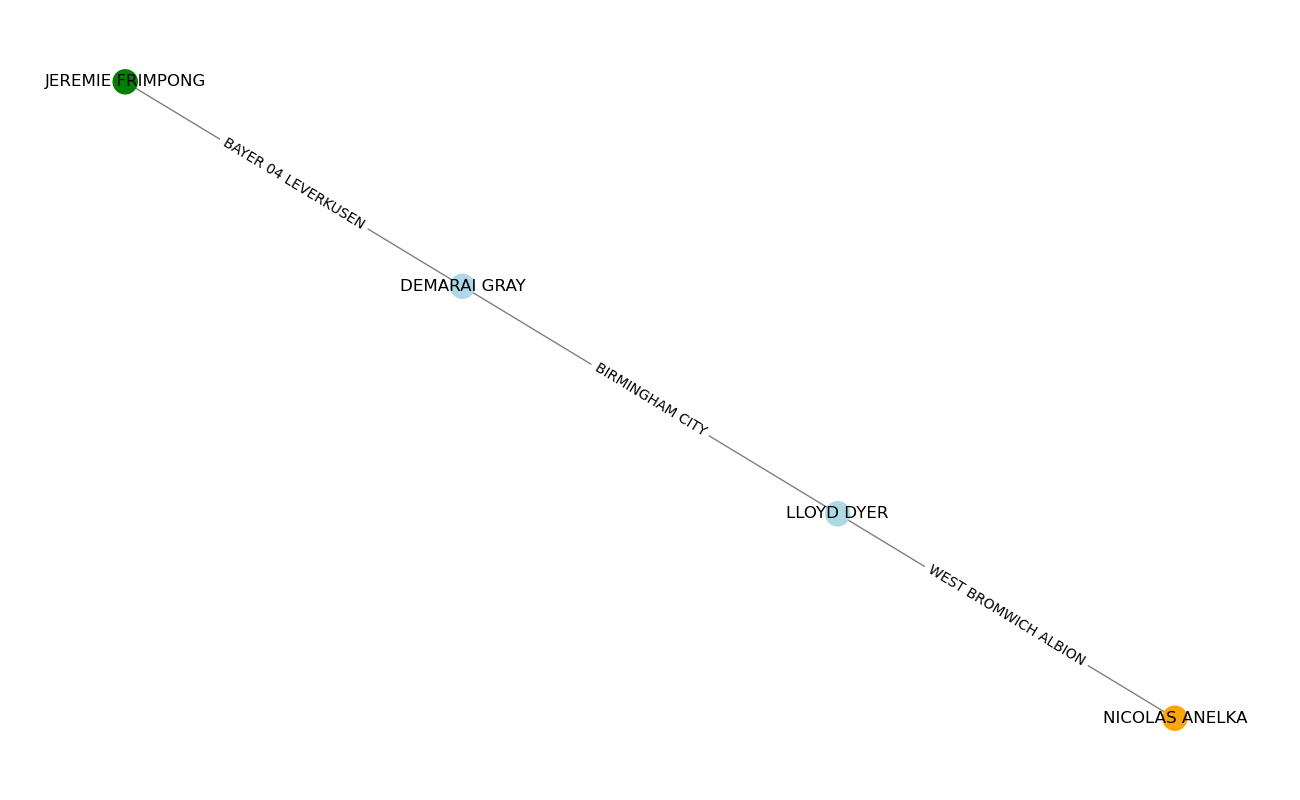 JEREMIE FRIMPONG
BAYER 04 LEVERKUSEN
DEMARAI GRAY
BIRMINGHAM CITY
LLOYD DYER
WEST BROMWICH ALBION
NICOLAS ANELKA